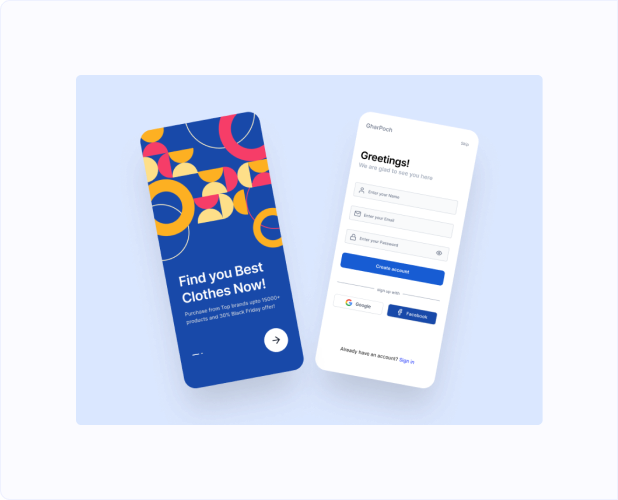 Find you Best
Clothes Now!
Purchase from Top brands upto 15000+
products and 30% Black Friday offer!
GharPoch
Skip
Greetings!
We are glad to see you here
Enter your Name
Enter your Email
Enter your Password
Create account
Sign up with
Google
Facebook
Already have an account? Sign in